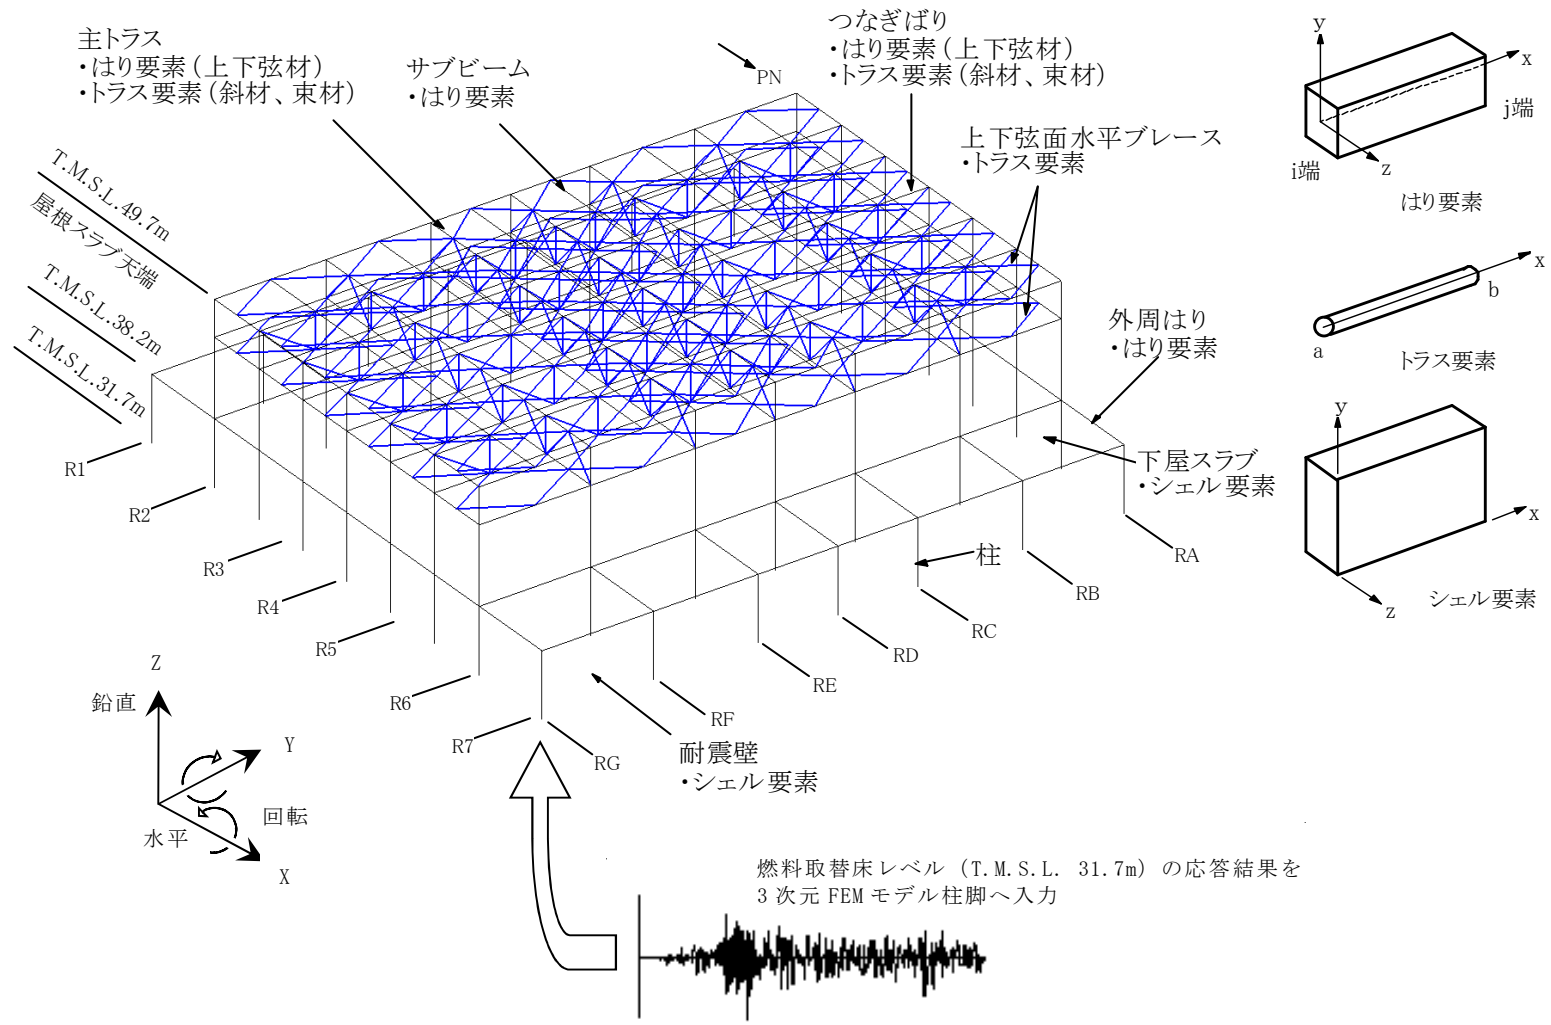 主トラス
・はり要素(上下弦材)
・トラス要素(斜材、束材)
サブビーム
・はり要素
PN
つなぎばり
・はり要素(上下弦材)
・トラス要素(斜材、束材)
上下弦面水平ブレース
・トラス要素
T.M.S.L.49.7m
屋根スラブ天端
T.M.S.L.38.2m
T.M.S.L.31.7m
外周はり
・はり要素
下屋スラブ
・シェル要素
柱
耐震壁
・シェル要素
R1
R2
R3
R4
R5
R6
R7
RA
RB
RC
RD
RE
RF
RG
Z
鉛直
Y
回転
水平
X
燃料取替床レベル (T.M.S.L. 31.7m) の応答結果を
3次元 FEM モデル柱脚へ入力
y
x
j端
i端
z
はり要素
x
b
a
トラス要素
y
x
z
シェル要素